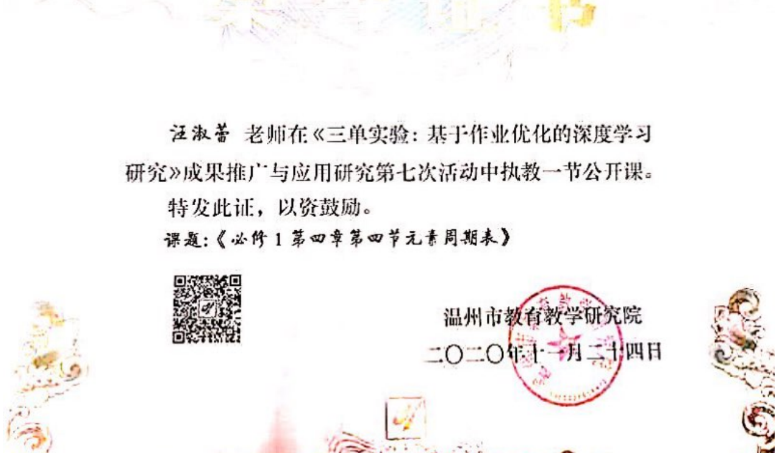 证书
汪淑蕾 老师在《三单实验：基于作业优化的深度学习
研究》成果推广与应用研究第七次活动中执教一节公开课。
特发此证，以资鼓励。
课题:《必修1第四章第四节元素周期表》
温州市教育教学研究院
二〇二〇年十一月二十四日